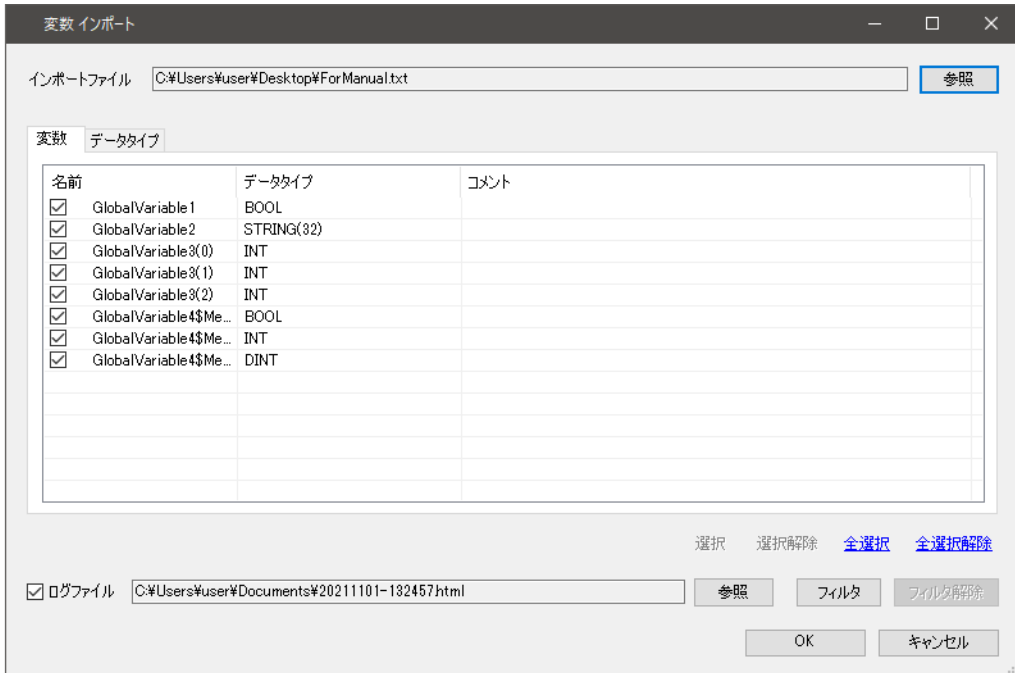 変数 インポート
インポートファイル C:¥Users¥user¥Desktop¥ForManual.txt 参照
変数 データタイプ
名前 データタイプ コメント
GlobalVariable1 BOOL
GlobalVariable2 STRING(32)
GlobalVariable3(0) INT
GlobalVariable3(1) INT
GlobalVariable3(2) INT
GlobalVariable4$Me... BOOL
GlobalVariable4$Me... INT
GlobalVariable4$Me... DINT
選択 選択解除 全選択 全選択解除
ログファイル C:¥Users¥user¥Documents¥20211101-132457.html 参照 フィルタ フィルタ解除
OK キャンセル